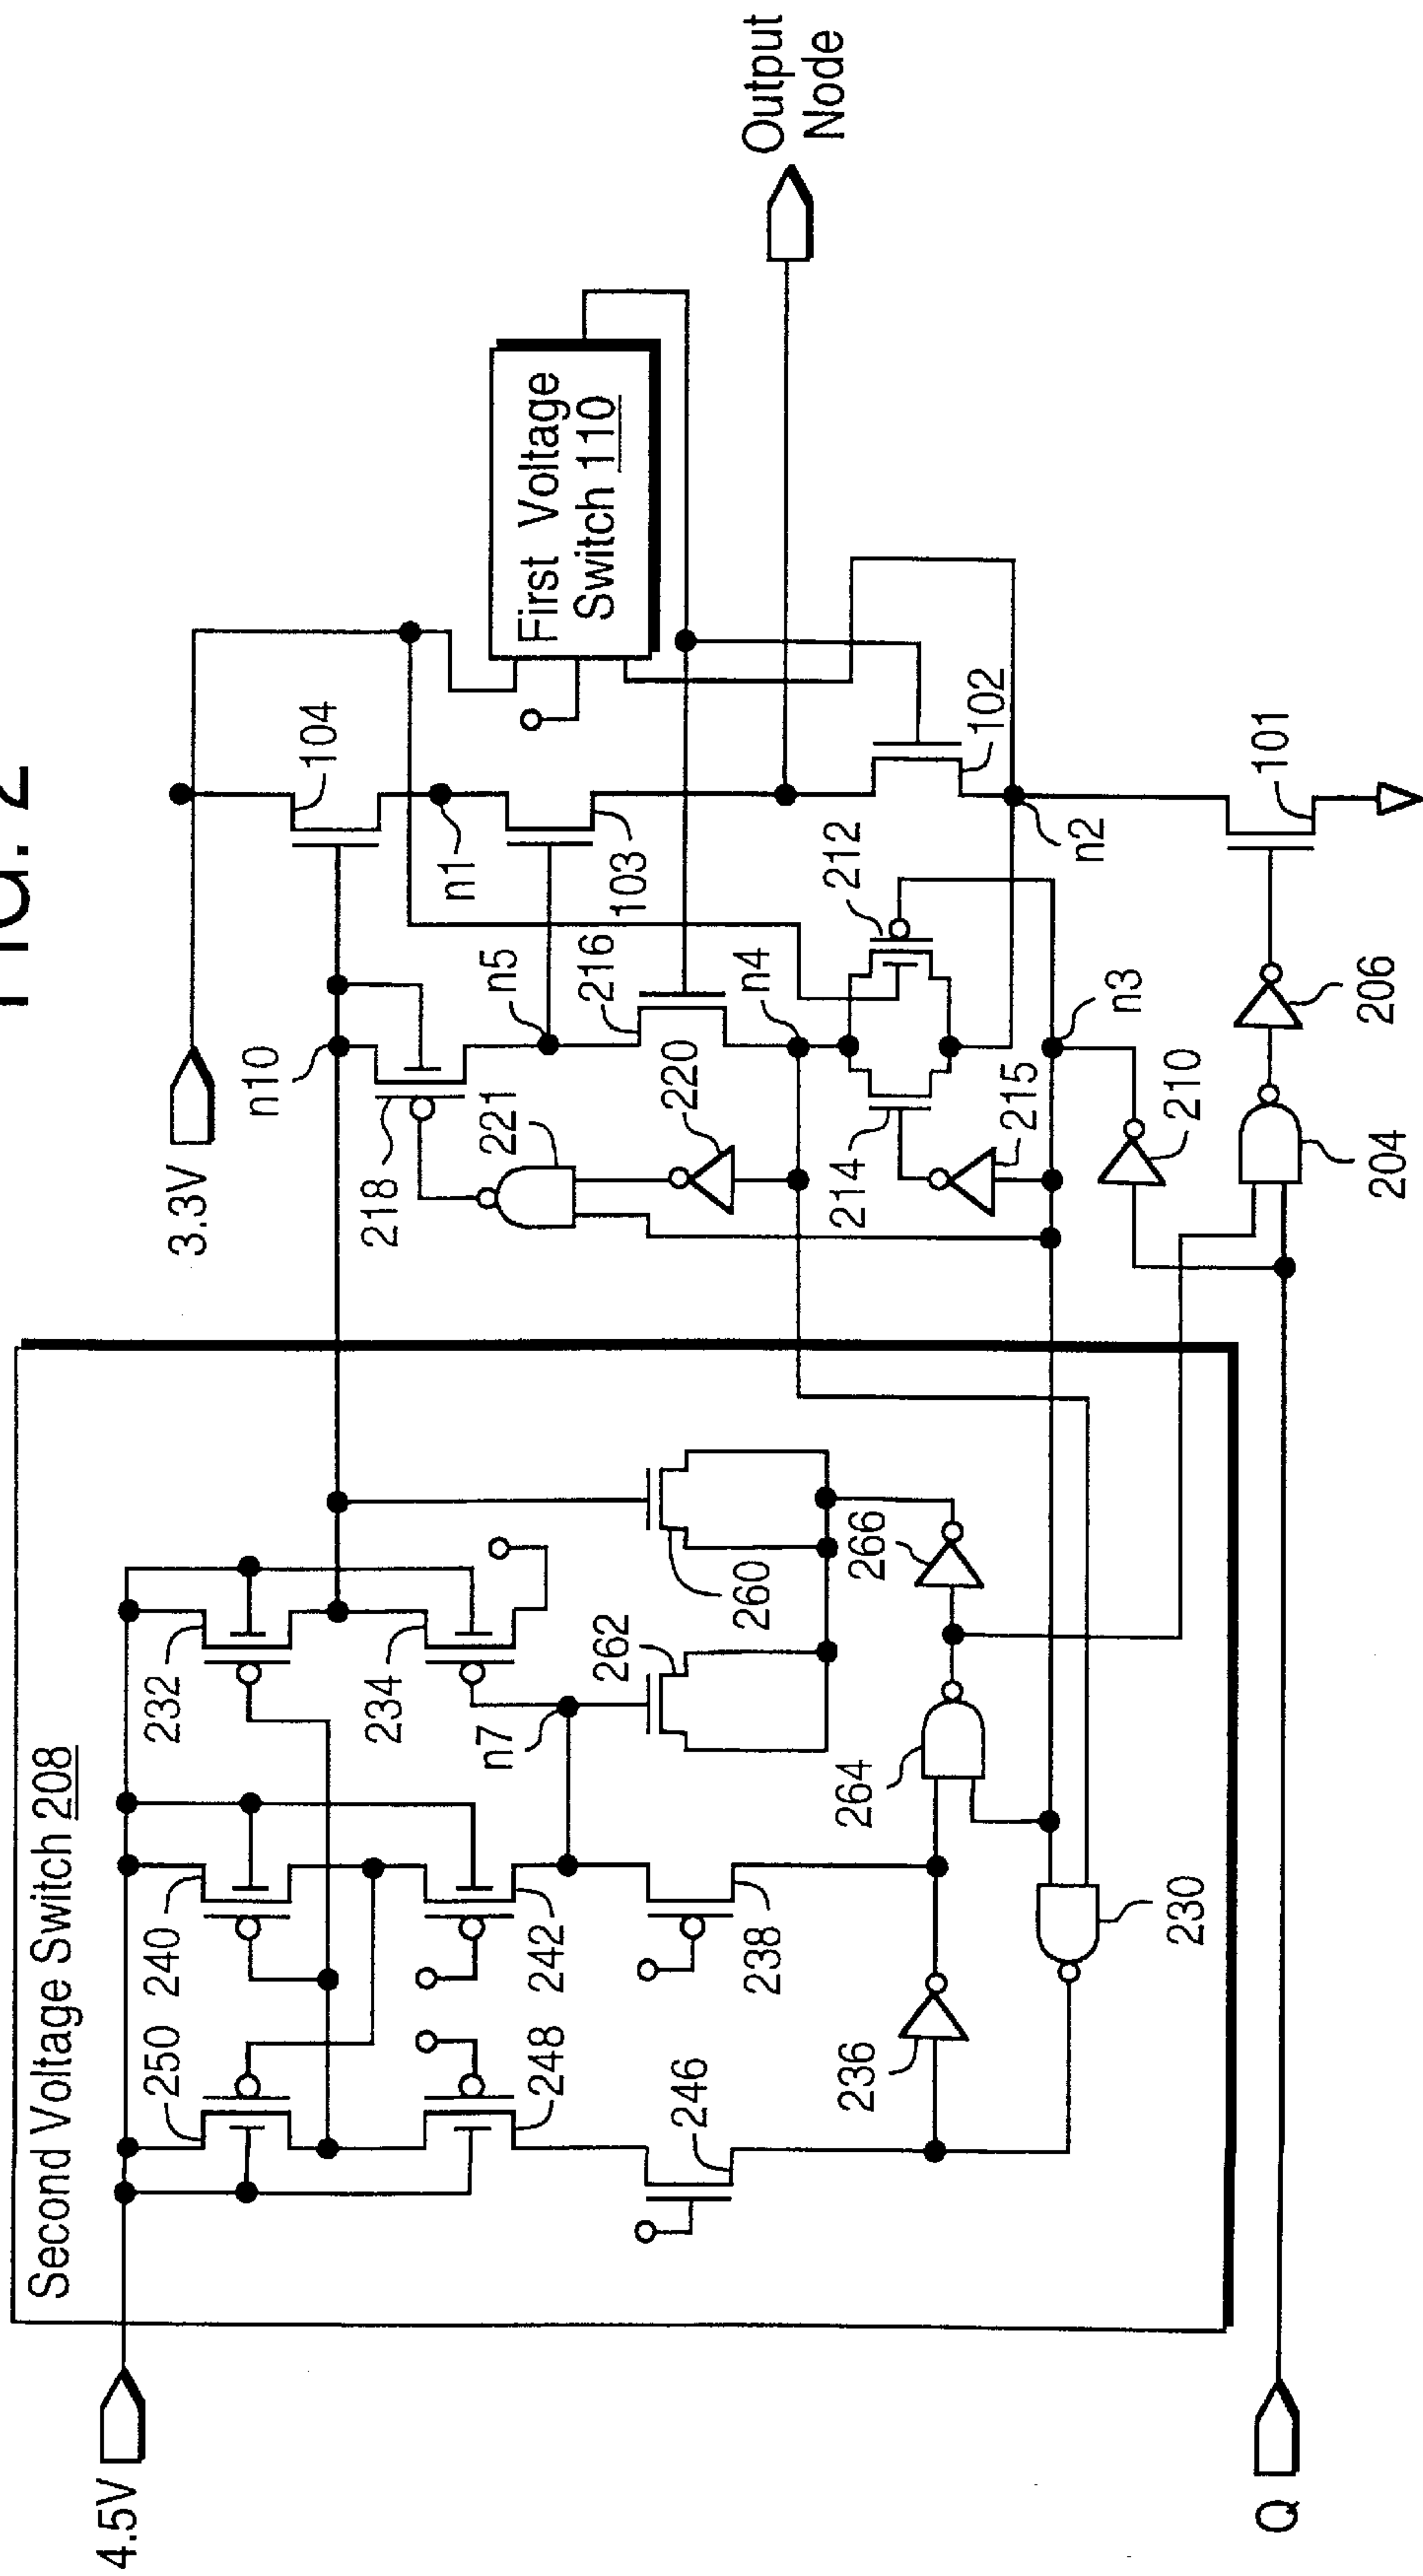 FIG. 2
Second Voltage Switch 208
4.5V
3.3V
Q
Output
Node
First Voltage
Switch 110
250
240
232
248
242
234
n7
246
238
262
260
236
264
266
230
n10
218
221
220
n5
216
n4
n1
104
103
102
212
214
215
n3
n2
210
204
206
101